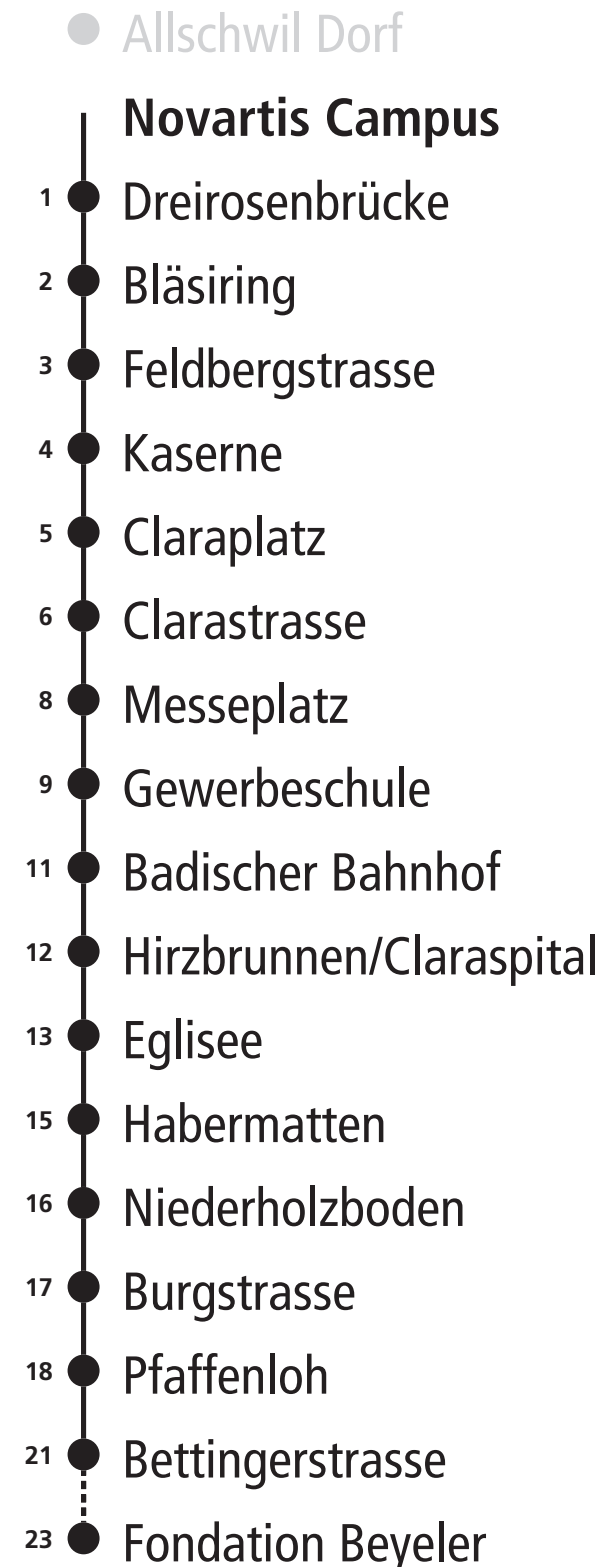 Allschwil Dorf
Novartis Campus
1 Dreirosenbrücke
2 Bläsiring
3 Feldbergstrasse
4 Kaserne
5 Claraplatz
6 Clarastrasse
8 Messeplatz
9 Gewerbeschule
11 Badischer Bahnhof
12 Hirzbrunnen/Claraspital
13 Eglisee
15 Habermatten
16 Niederholzboden
17 Burgstrasse
18 Pfaffenloh
21 Bettingerstrasse
23 Fondation Beyeler